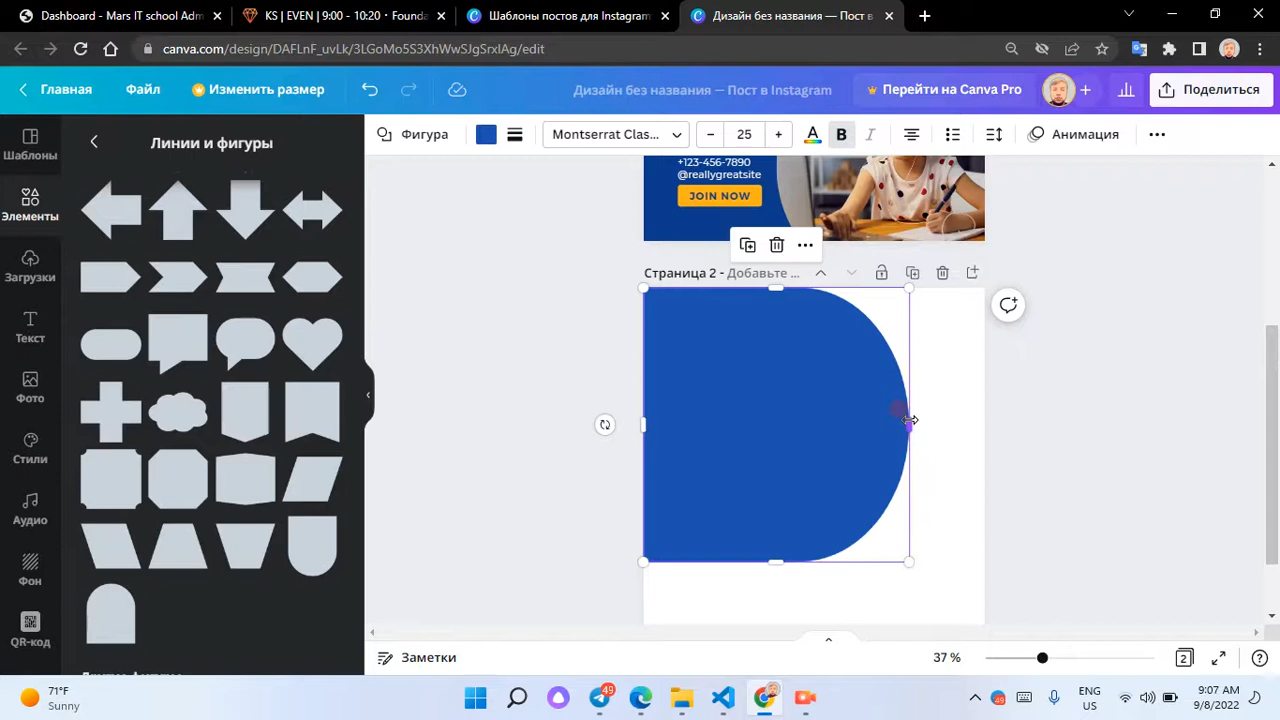 Dashboard - Mars IT school Adm
KS | EVEN | 9:00 - 10:20 • Founda
Шаблоны постов для Instagram
Дизайн без названия — Пост в
canva.com/design/DAFLnF_uvLk/3LGoMo5S3XhWwSJgSrxlAg/edit
Главная
Файл
Изменить размер
Дизайн без названия — Пост в Instagram
Перейти на Canva Pro
Поделиться
Шаблоны
Элементы
Загрузки
Текст
Фото
Стили
Аудио
Фон
QR-код
Линии и фигуры
Фигура
Montserrat Clas...
25
A
B
I
Анимация
+123-456-7890
@reallygreatsite
JOIN NOW
Страница 2 - Добавьте ...
Заметки
37 %
2
71°F
Sunny
49
49
ENG
US
9:07 AM
9/8/2022